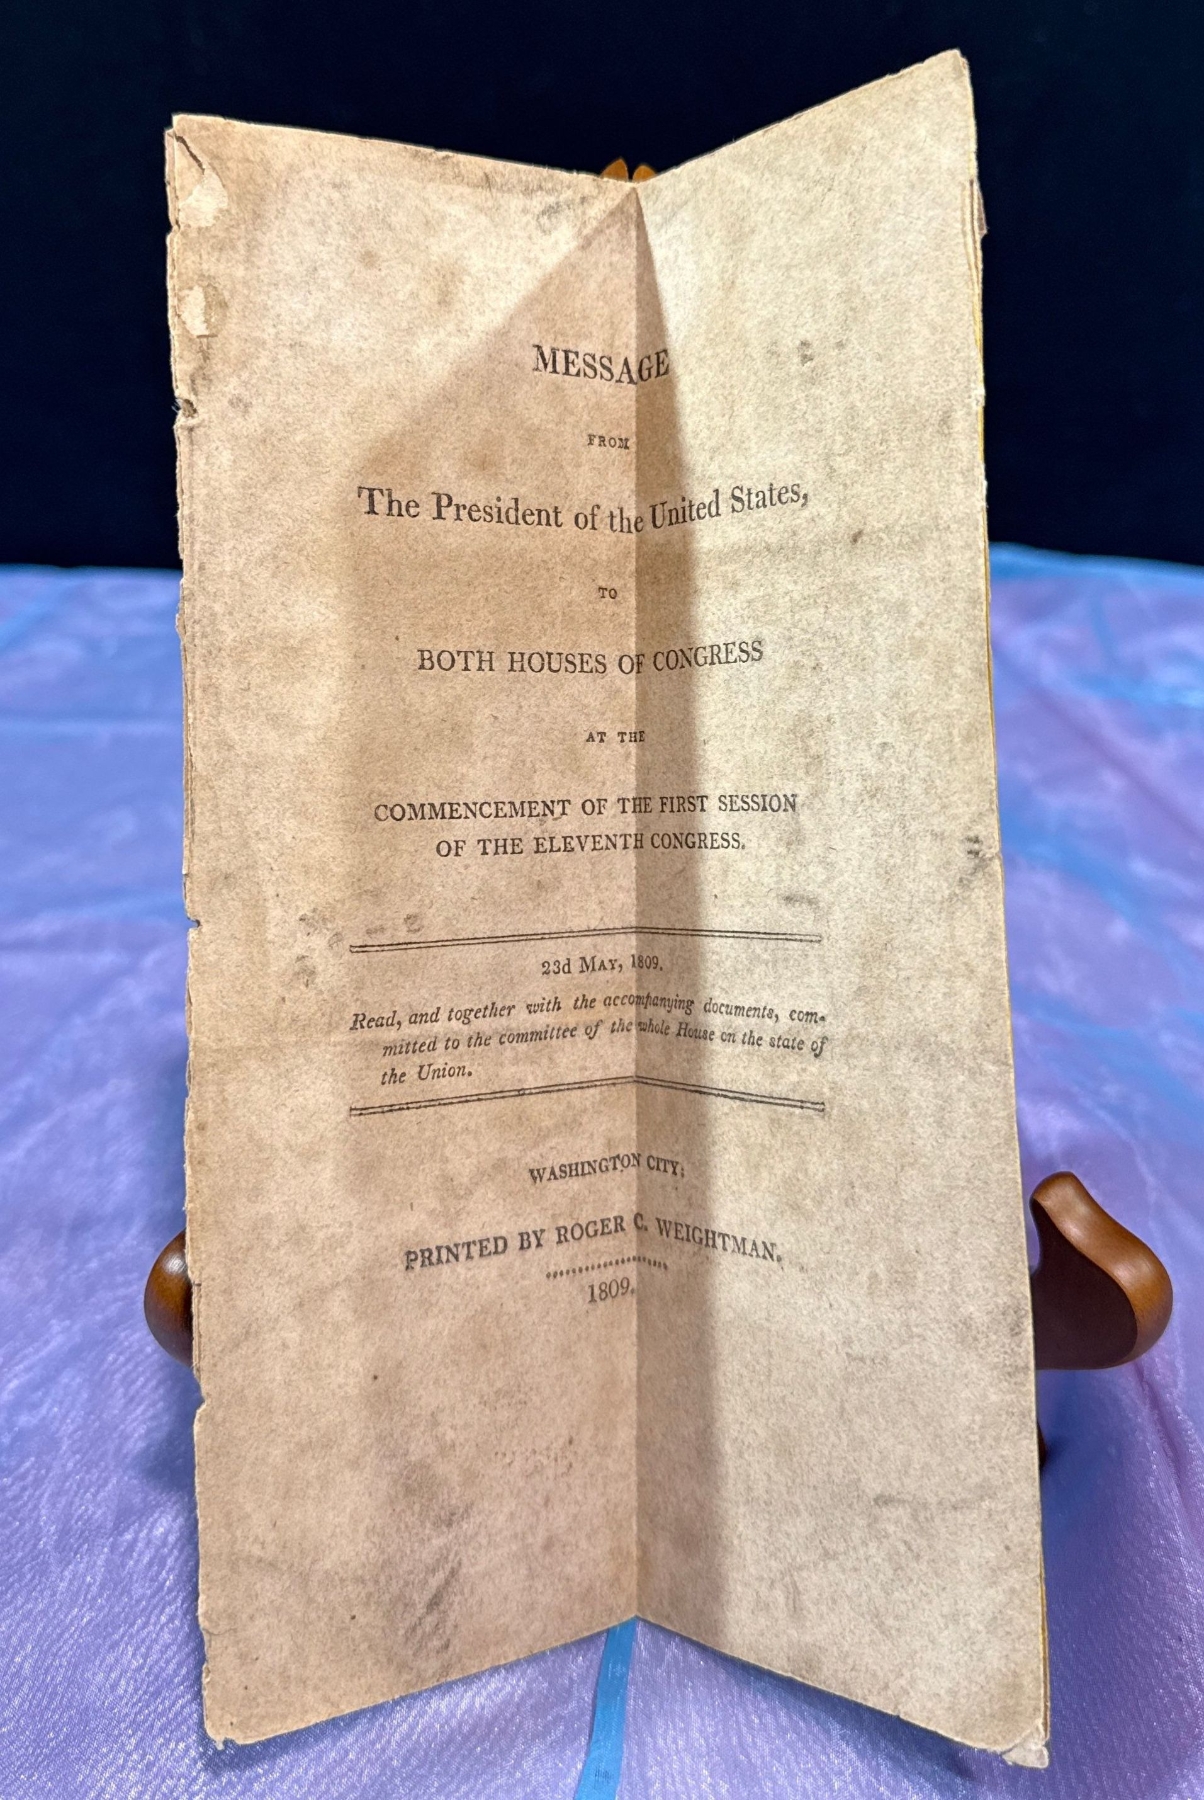 MESSAGE
FROM
The President of the United States,
TO
BOTH HOUSES OF CONGRESS
AT THE
COMMENCEMENT OF THE FIRST SESSION
OF THE ELEVENTH CONGRESS.
23d MAY, 1809.
Read, and together with the accompanying documents, com-
mitted to the committee of the whole House on the state of
the Union.
WASHINGTON CITY:
PRINTED BY ROGER C. WEIGHTMAN.
1809.